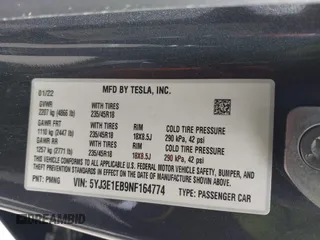 MFD BY TESLA, INC.
01/22
GVWR
2207 kg (4866 lb)
WITH TIRES
235/45R18
GAWR FRT
1110 kg (2447 lb)
WITH TIRES
235/45R18
RIM
18X8.5J
COLD TIRE PRESSURE
290 kPa, 42 psi
GAWR RR
1257 kg (2771 lb)
WITH TIRES
235/45R18
RIM
18X8.5J
COLD TIRE PRESSURE
290 kPa, 42 psi
THIS VEHICLE CONFORMS TO ALL APPLICABLE FEDERAL MOTOR VEHICLE SAFETY,
BUMPER AND THEFT PREVENTION STANDARDS IN EFFECT ON THE DATE OF
MANUFACTURE SHOWN ABOVE.
PNT: PMNG
VIN: 5YJ3E1EB9NF164774
TYPE: PASSENGER CAR
DREAMBID